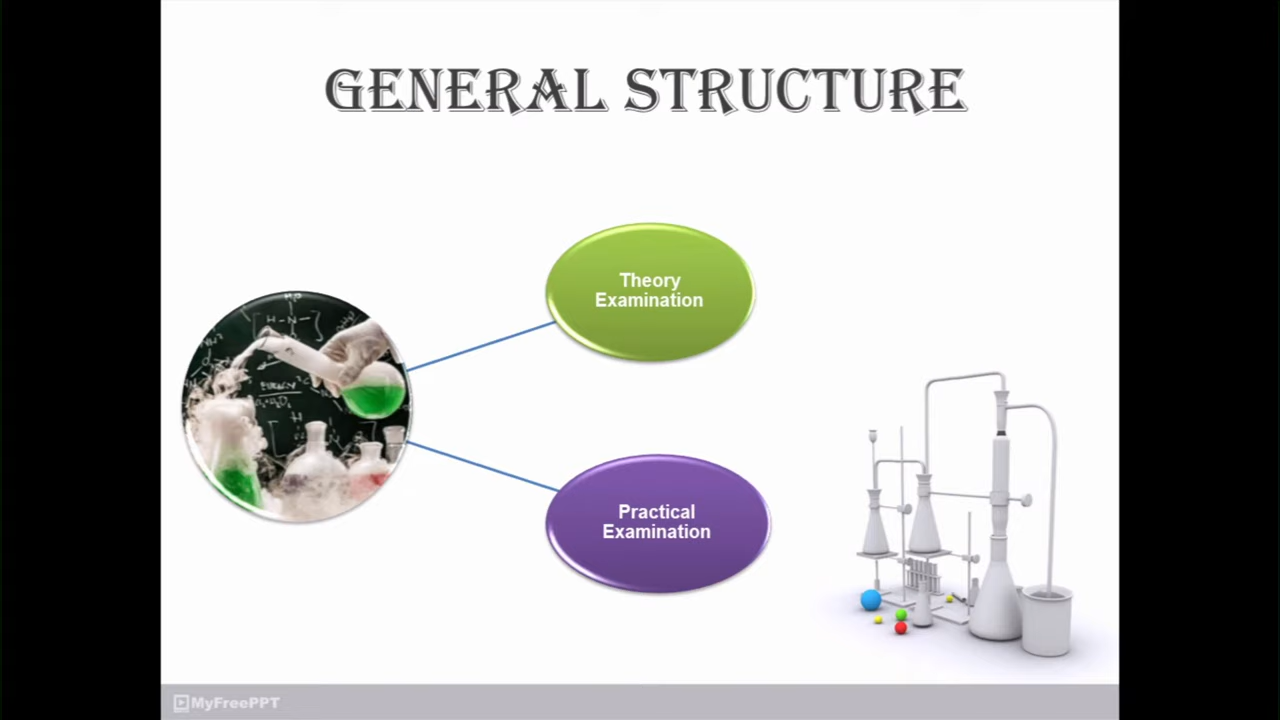 GENERAL STRUCTURE
Theory
Examination
H-N-
Practical
Examination
MyFreePPT